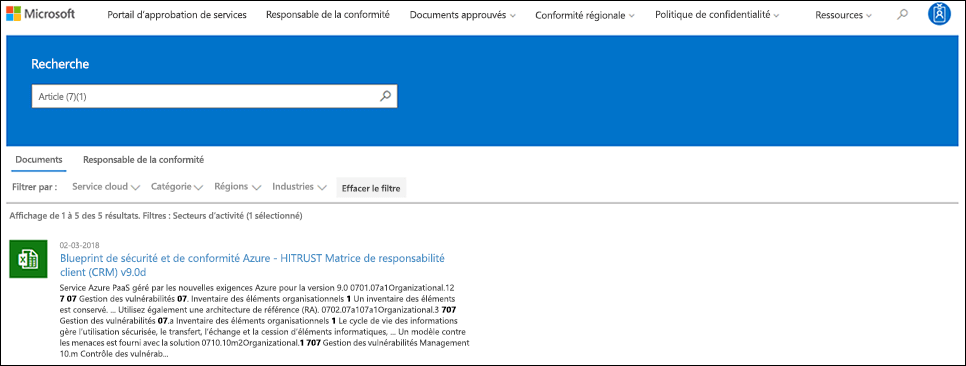 Microsoft Portail d'approbation de services Responsable de la conformité Documents approuvés Conformité régionale Politique de confidentialité Ressources
Recherche
Article (7)(1)
Documents Responsable de la conformité
Filtrer par : Service cloud Catégorie Régions Industries Effacer le filtre
Affichage de 1 à 5 des 5 résultats. Filtres : Secteurs d'activité (1 sélectionné)
02-03-2018
Blueprint de sécurité et de conformité Azure - HITRUST Matrice de responsabilité
client (CRM) v9.0d
Service Azure PaaS géré par les nouvelles exigences Azure pour la version 9.0 0701.07a1Organizational.12
7 07 Gestion des vulnérabilités 07. Inventaire des éléments organisationnels 1 Un inventaire des éléments
est conservé. ... Utilisez également une architecture de référence (RA). 0702.07a107a1Organizational.3 707
Gestion des vulnérabilités 07.a Inventaire des éléments organisationnels 1 Le cycle de vie des informations
gère l'utilisation sécurisée, le transfert, l'échange et la cession d'éléments informatiques, ... Un modèle contre
les menaces est fourni avec la solution 0710.10m2Organizational.1 707 Gestion des vulnérabilités Management
10.m Contrôle des vulnérab...